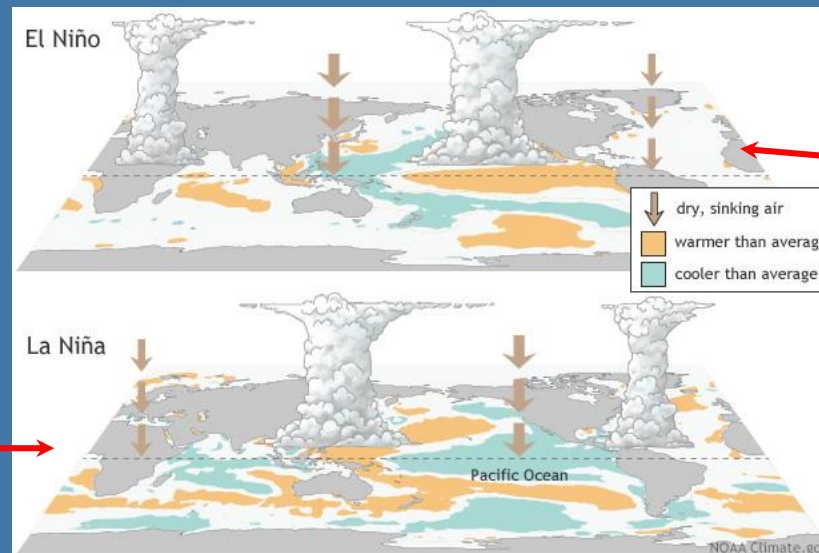 El Niño
dry, sinking air
warmer than averag
cooler than average
La Niña
Pacific Ocean
NOAA Climate.go